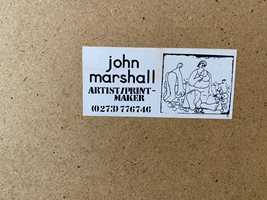 john
marshall
ARTIST/PRINT-
MAKER
(0273) 776746